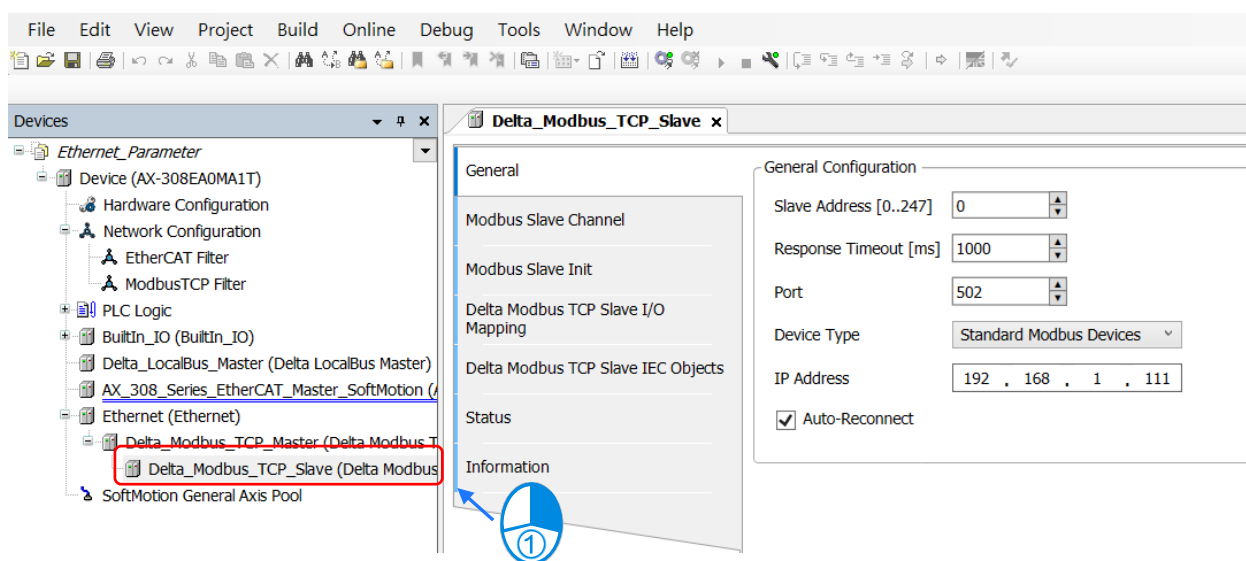 File Edit View Project Build Online Debug Tools Window Help
Devices
Ethernet_Parameter
Device (AX-308EA0MA1T)
Hardware Configuration
Network Configuration
EtherCAT Filter
ModbusTCP Filter
PLC Logic
BuiltIn_IO (BuiltIn_IO)
Delta_LocalBus_Master (Delta LocalBus Master)
AX_308_Series_EtherCAT_Master_SoftMotion (
Ethernet (Ethernet)
Delta_Modbus_TCP_Master (Delta Modbus T
Delta_Modbus_TCP_Slave (Delta Modbus
SoftMotion General Axis Pool
Delta_Modbus_TCP_Slave x
General
Modbus Slave Channel
Modbus Slave Init
Delta Modbus TCP Slave I/O
Mapping
Delta Modbus TCP Slave IEC Objects
Status
Information
①
General Configuration
Slave Address [0..247] 0
Response Timeout [ms] 1000
Port 502
Device Type Standard Modbus Devices
IP Address 192 . 168 . 1 . 111
Auto-Reconnect